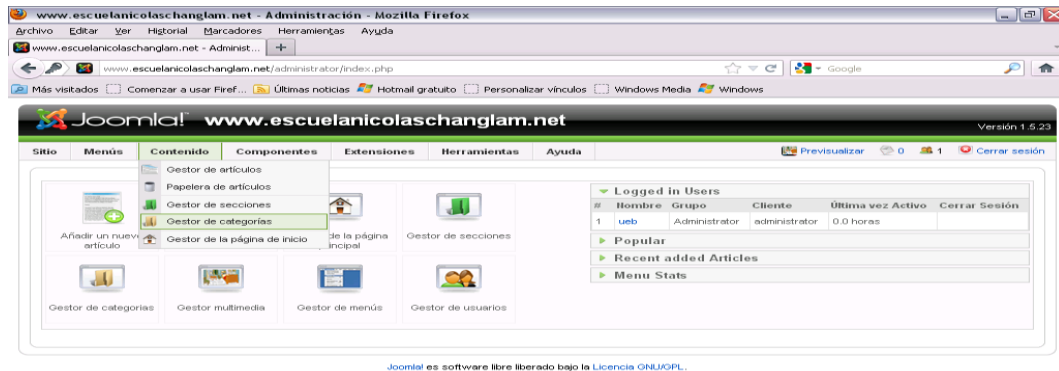 www.escuelanicolaschanglam.net - Administración - Mozilla Firefox
Archivo Editar Ver Historial Marcadores Herramientas Ayuda
www.escuelanicolaschanglam.net - Administ... +
www.escuelanicolaschanglam.net/administrator/index.php Google
Más visitados Comenzar a usar Firef... Últimas noticias Hotmail gratuito Personalizar vínculos Windows Media Windows
Joomla! www.escuelanicolaschanglam.net
Versión 1.5.23
Sitio Menús Contenido Componentes Extensiones Herramientas Ayuda Previsualizar 0 1 Cerrar sesión
Gestor de artículos
Papelera de artículos
Gestor de secciones
Gestor de categorías
Gestor de la página de inicio
Añadir un nuev
artículo
de la página
ncipal
Gestor de secciones
Gestor de categorías Gestor multimedia Gestor de menús Gestor de usuarios
Logged in Users
# Nombre Grupo Cliente Última vez Activo Cerrar Sesión
1 ueb Administrator administrator 0.0 horas
Popular
Recent added Articles
Menu Stats
Joomla! es software libre liberado bajo la Licencia GNU/GPL.